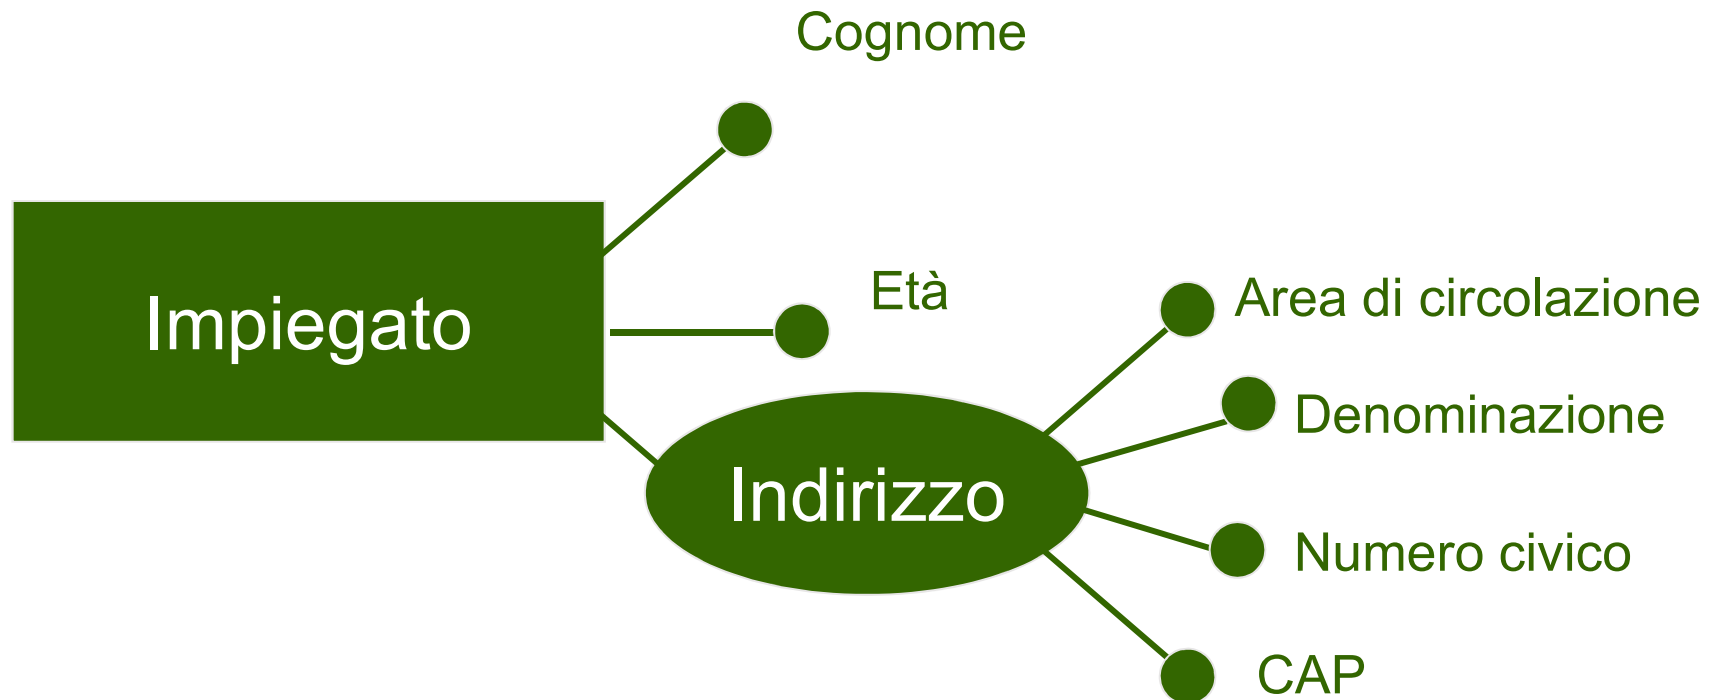 Cognome
Impiegato
Età
Indirizzo
Area di circolazione
Denominazione
Numero civico
CAP